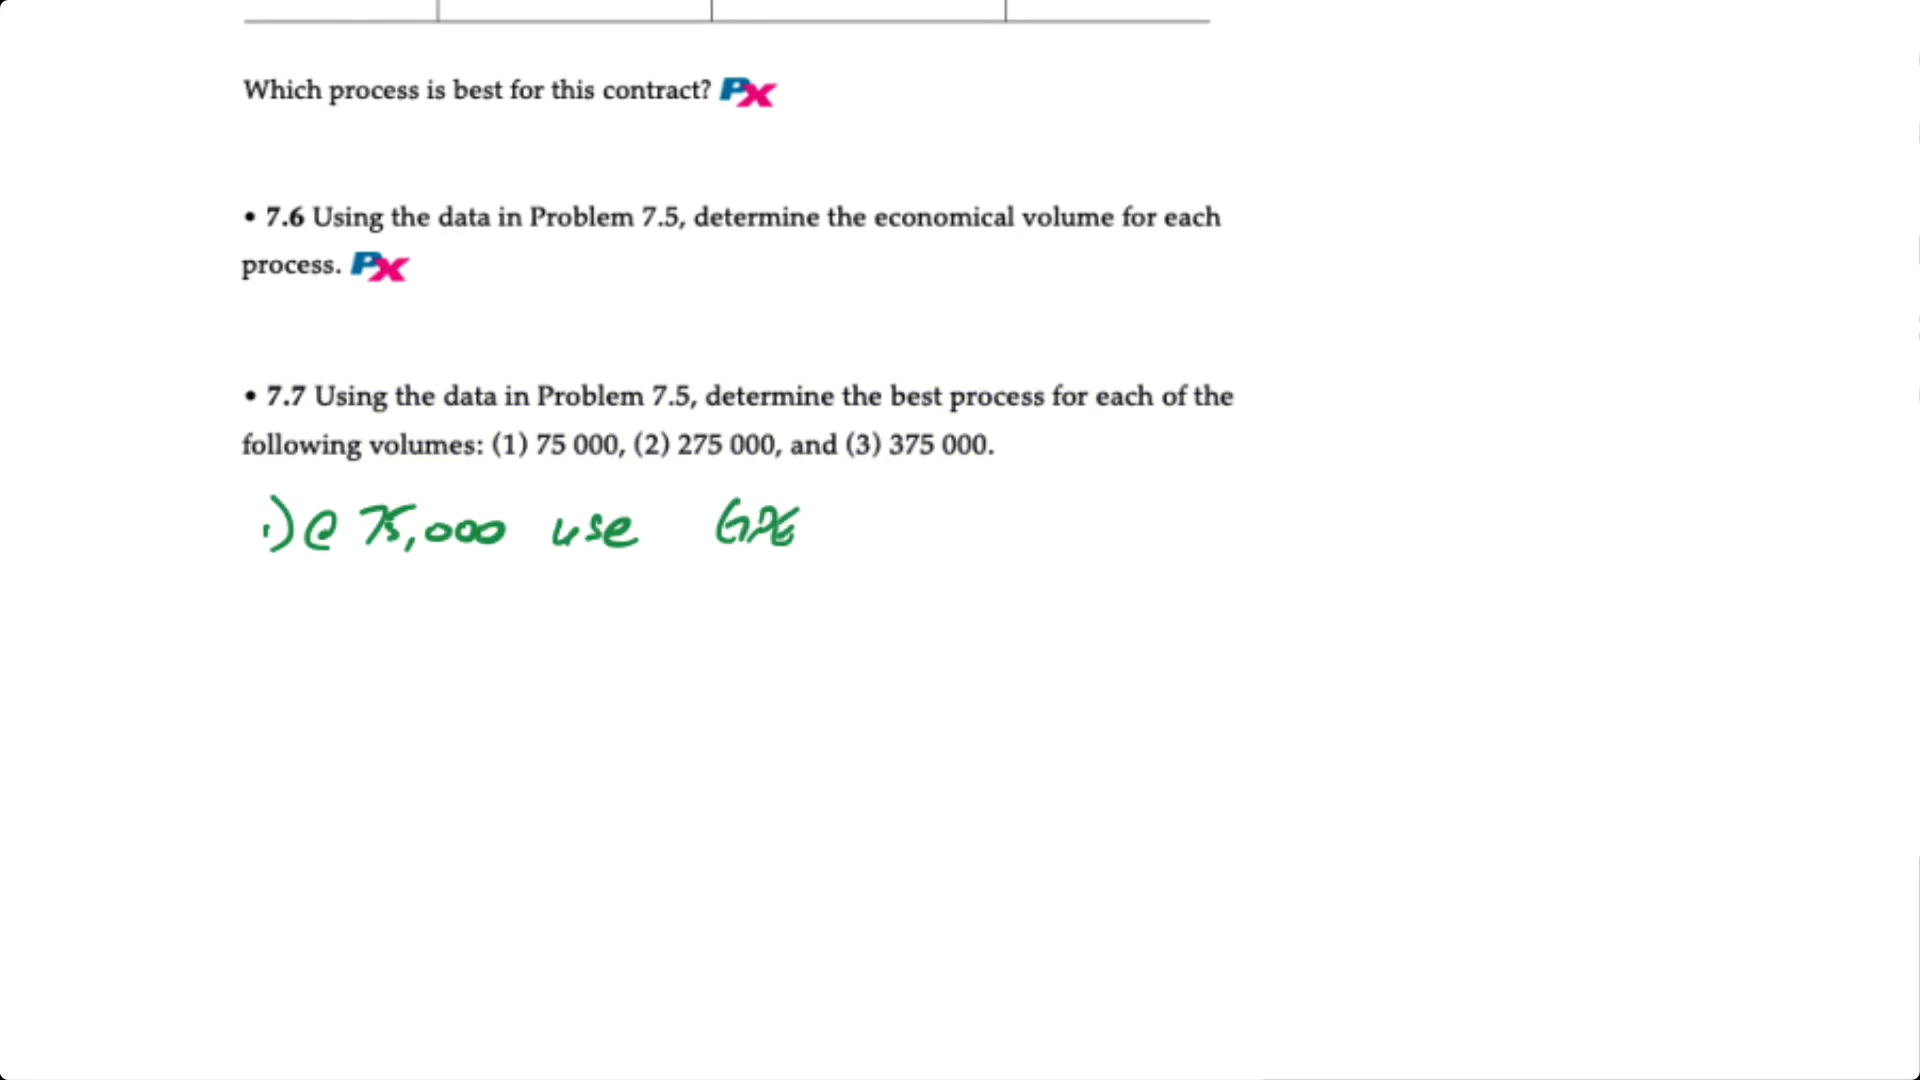 Which process is best for this contract? PX
• 7.6 Using the data in Problem 7.5, determine the economical volume for each
process. PX
• 7.7 Using the data in Problem 7.5, determine the best process for each of the
following volumes: (1) 75 000, (2) 275 000, and (3) 375 000.
1) @ 75,000 use